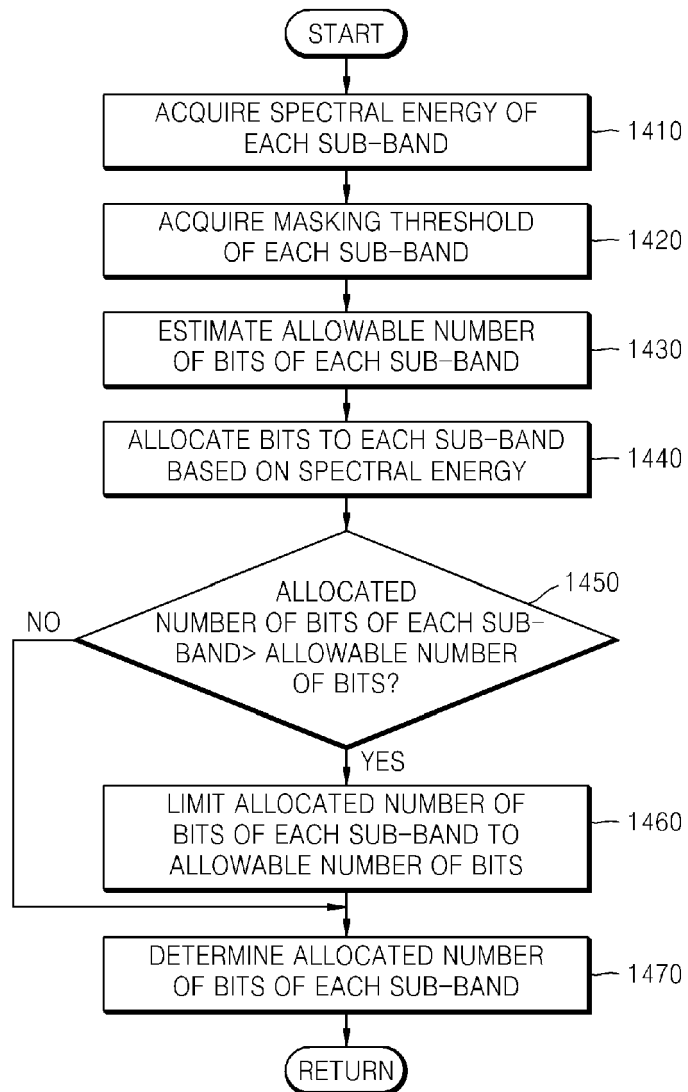 START
ACQUIRE SPECTRAL ENERGY OF
EACH SUB-BAND
1410
ACQUIRE MASKING THRESHOLD
OF EACH SUB-BAND
1420
ESTIMATE ALLOWABLE NUMBER
OF BITS OF EACH SUB-BAND
1430
ALLOCATE BITS TO EACH SUB-BAND
BASED ON SPECTRAL ENERGY
1440
1450
ALLOCATED
NUMBER OF BITS OF EACH SUB-
BAND> ALLOWABLE NUMBER
OF BITS?
NO
YES
LIMIT ALLOCATED NUMBER OF
BITS OF EACH SUB-BAND TO
ALLOWABLE NUMBER OF BITS
1460
DETERMINE ALLOCATED NUMBER
OF BITS OF EACH SUB-BAND
1470
RETURN